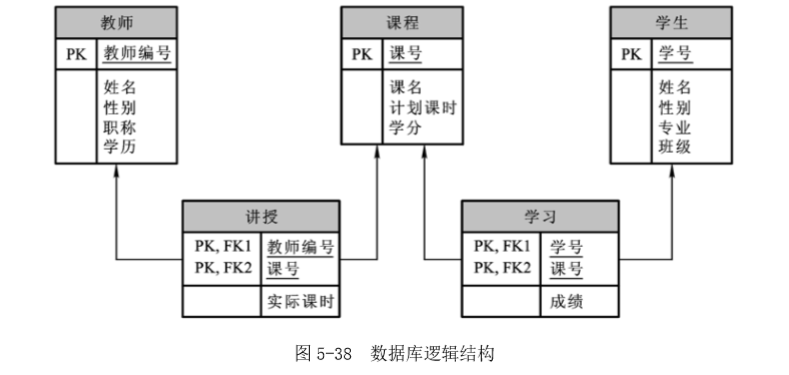 教师
PK 教师编号
姓名
性别
职称
学历
课程
PK 课号
课名
计划课时
学分
学生
PK 学号
姓名
性别
专业
班级
讲授
PK, FK1 教师编号
PK, FK2 课号
实际课时
学习
PK, FK1 学号
PK, FK2 课号
成绩
图 5-38 数据库逻辑结构